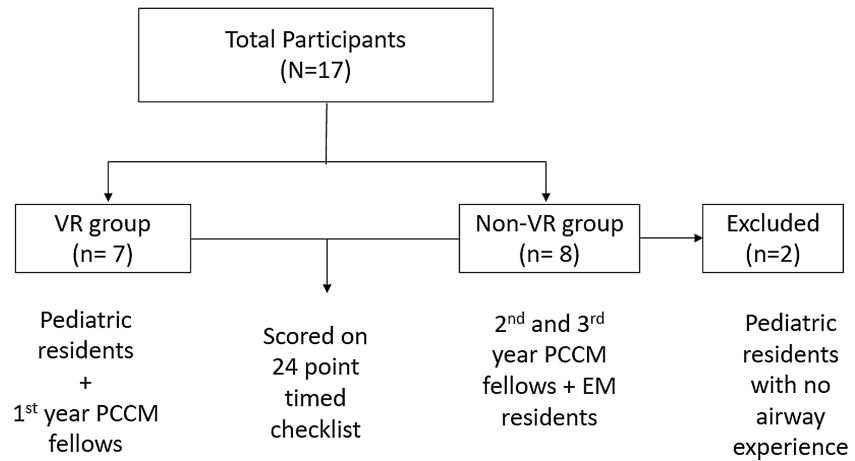 Total Participants
(N=17)
VR group
(n= 7)
Non-VR group
(n= 8)
Excluded
(n=2)
Pediatric
residents
+
1st year PCCM
fellows
Scored on
24 point
timed
checklist
2nd and 3rd
year PCCM
fellows + EM
residents
Pediatric
residents
with no
airway
experience